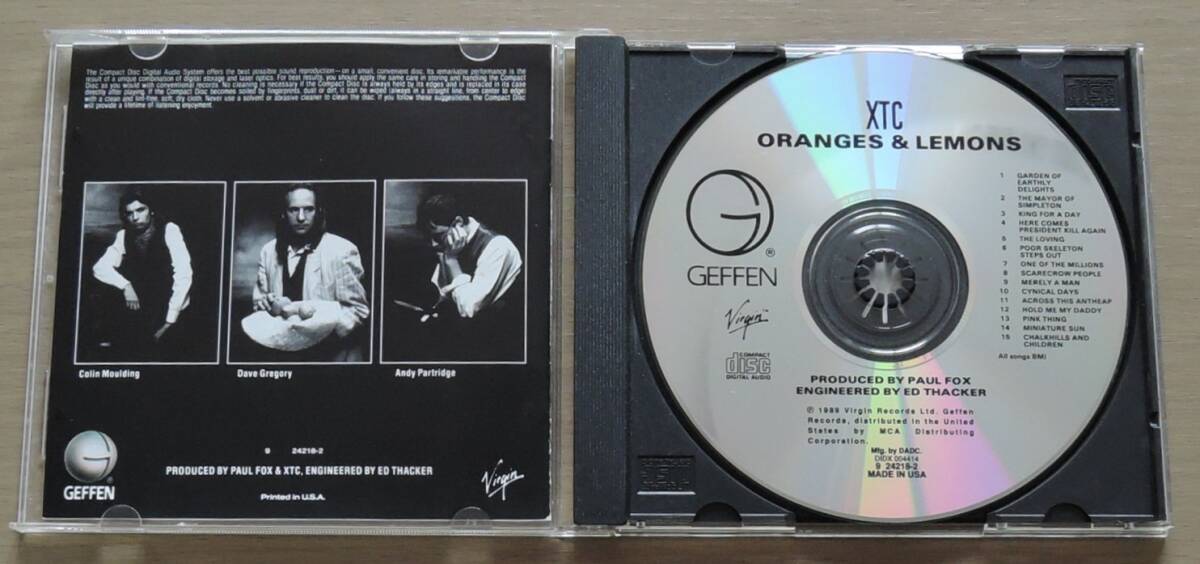 The Compact Disc Digital Audio System offers the best possible sound reproduction—on a small, convenient disc. Its remarkable performance is the
result of a unique combination of digital storage and laser optics. For best results, you should apply the same care in storing and handling the Compact
Disc as you would with conventional records. No cleaning is necessary if the Compact Disc is always held by its edges and is replaced in its case
directly after playing. If the Compact Disc becomes soiled by fingerprints, dust or dirt, it can be wiped (always in a straight line, from center to edge)
with a clean and lint-free, soft, dry cloth. Never use a solvent or abrasive cleaner to clean the disc. If you follow these suggestions, the Compact Disc
will provide a lifetime of listening enjoyment.
Colin Moulding
Dave Gregory
Andy Partridge
9 24218-2
PRODUCED BY PAUL FOX & XTC, ENGINEERED BY ED THACKER
Printed in U.S.A.
GEFFEN
Virgin
XTC
ORANGES & LEMONS
GEFFEN
®
Virgin
COMPACT
disc
DIGITAL AUDIO
1 GARDEN OF
EARTHLY
DELIGHTS
2 THE MAYOR OF
SIMPLETON
3 KING FOR A DAY
4 HERE COMES
PRESIDENT KILL AGAIN
5 THE LOVING
6 POOR SKELETON
STEPS OUT
7 ONE OF THE MILLIONS
8 SCARECROW PEOPLE
9 MERELY A MAN
10 CYNICAL DAYS
11 ACROSS THIS ANTHEAP
12 HOLD ME MY DADDY
13 PINK THING
14 MINIATURE SUN
15 CHALKHILLS AND
CHILDREN
All songs BMI
PRODUCED BY PAUL FOX
ENGINEERED BY ED THACKER
℗ 1989 Virgin Records Ltd. Geffen
Records, distributed in the United
States by MCA Distributing
Corporation.
Mfg. by DADC.
DIDX 004414
9 24218-2
MADE IN USA
disc